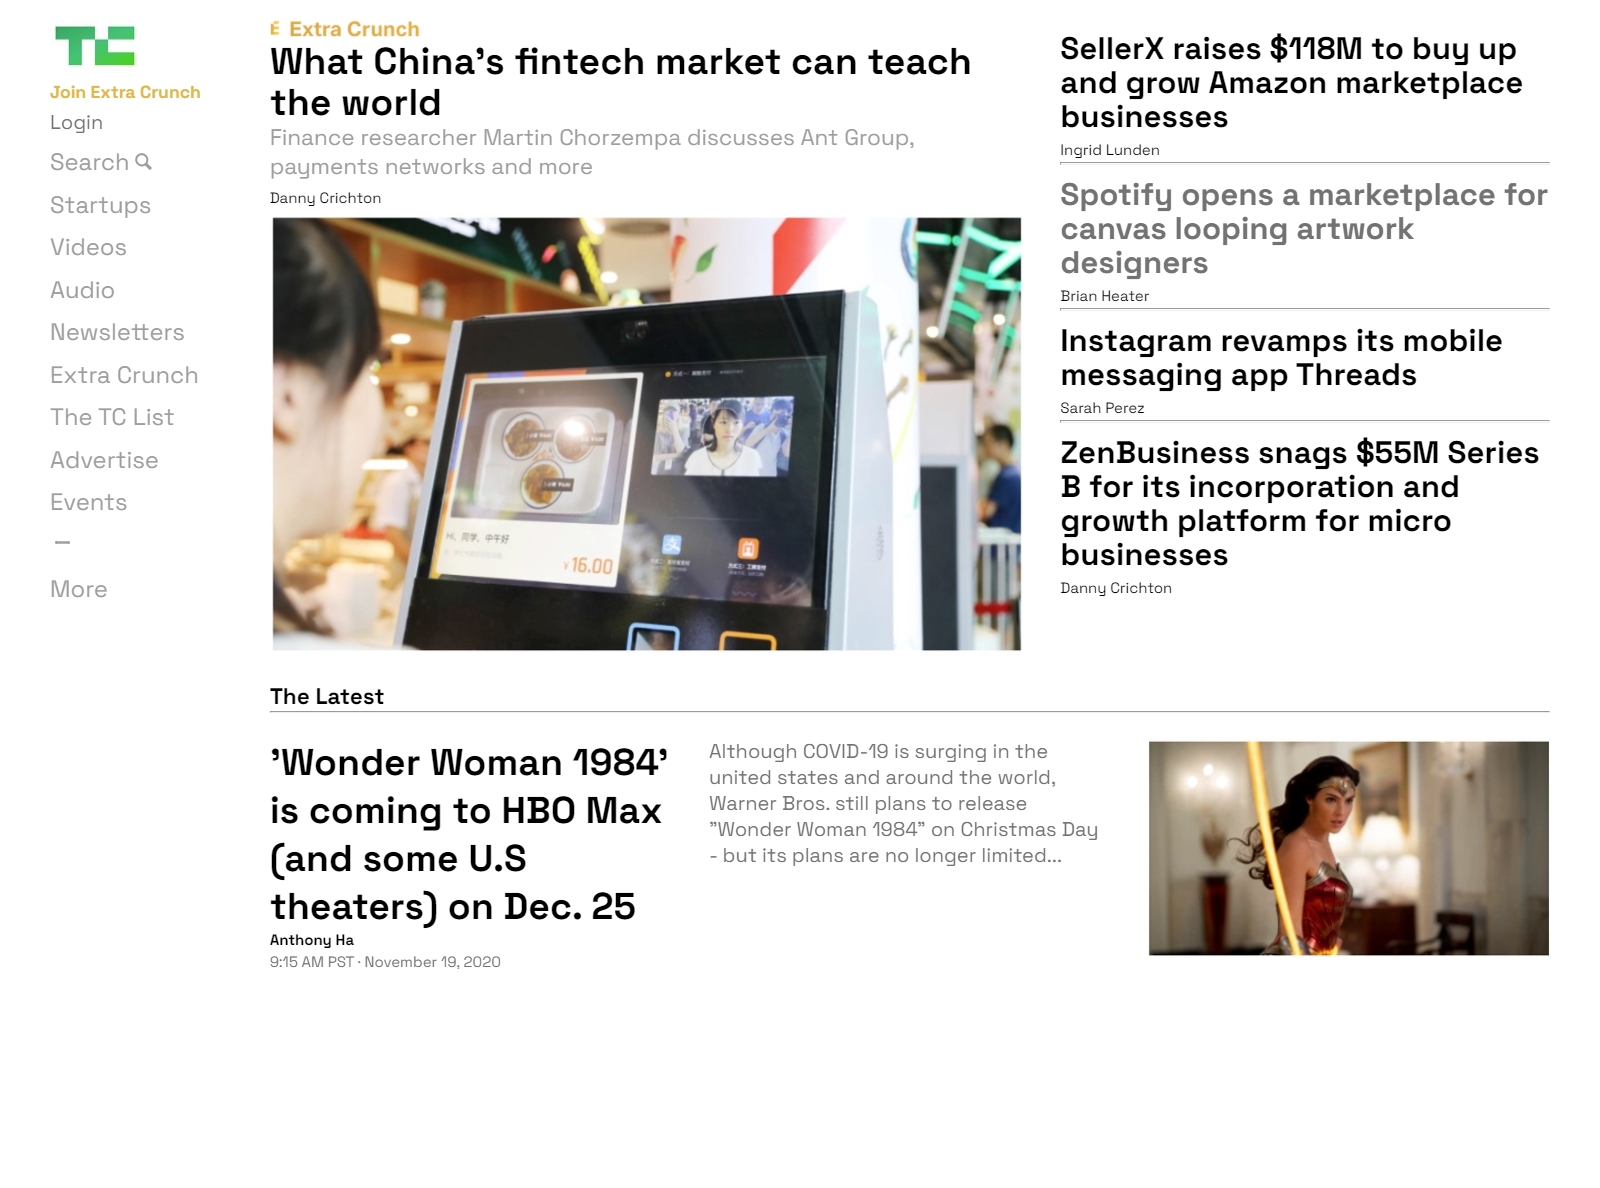 TC
Join Extra Crunch
Login
Search
Startups
Videos
Audio
Newsletters
Extra Crunch
The TC List
Advertise
Events
—
More
E Extra Crunch
What China’s fintech market can teach
the world
Finance researcher Martin Chorzempa discusses Ant Group,
payments networks and more
Danny Crichton
Hi, 同学, 中午好
¥16.00
支
SellerX raises $118M to buy up
and grow Amazon marketplace
businesses
Ingrid Lunden
Spotify opens a marketplace for
canvas looping artwork
designers
Brian Heater
Instagram revamps its mobile
messaging app Threads
Sarah Perez
ZenBusiness snags $55M Series
B for its incorporation and
growth platform for micro
businesses
Danny Crichton
The Latest
’Wonder Woman 1984’
is coming to HBO Max
(and some U.S
theaters) on Dec. 25
Anthony Ha
9:15 AM PST · November 19, 2020
Although COVID-19 is surging in the
united states and around the world,
Warner Bros. still plans to release
”Wonder Woman 1984” on Christmas Day
- but its plans are no longer limited...